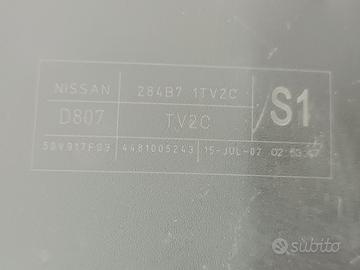 NISSAN 284B7 1TV2C /S1
D807 TV2C
4481005243 15-JUL-07
subito